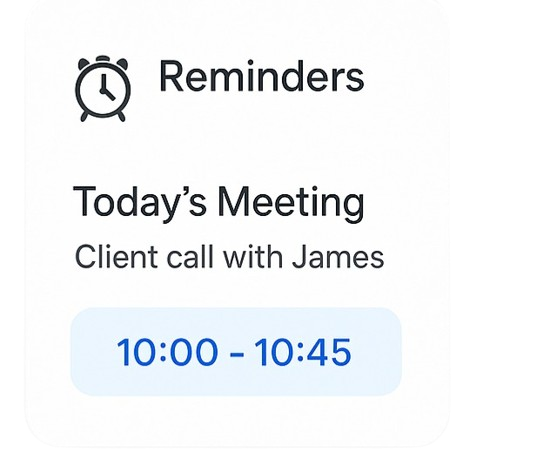 Reminders
Today’s Meeting
Client call with James
10:00 - 10:45